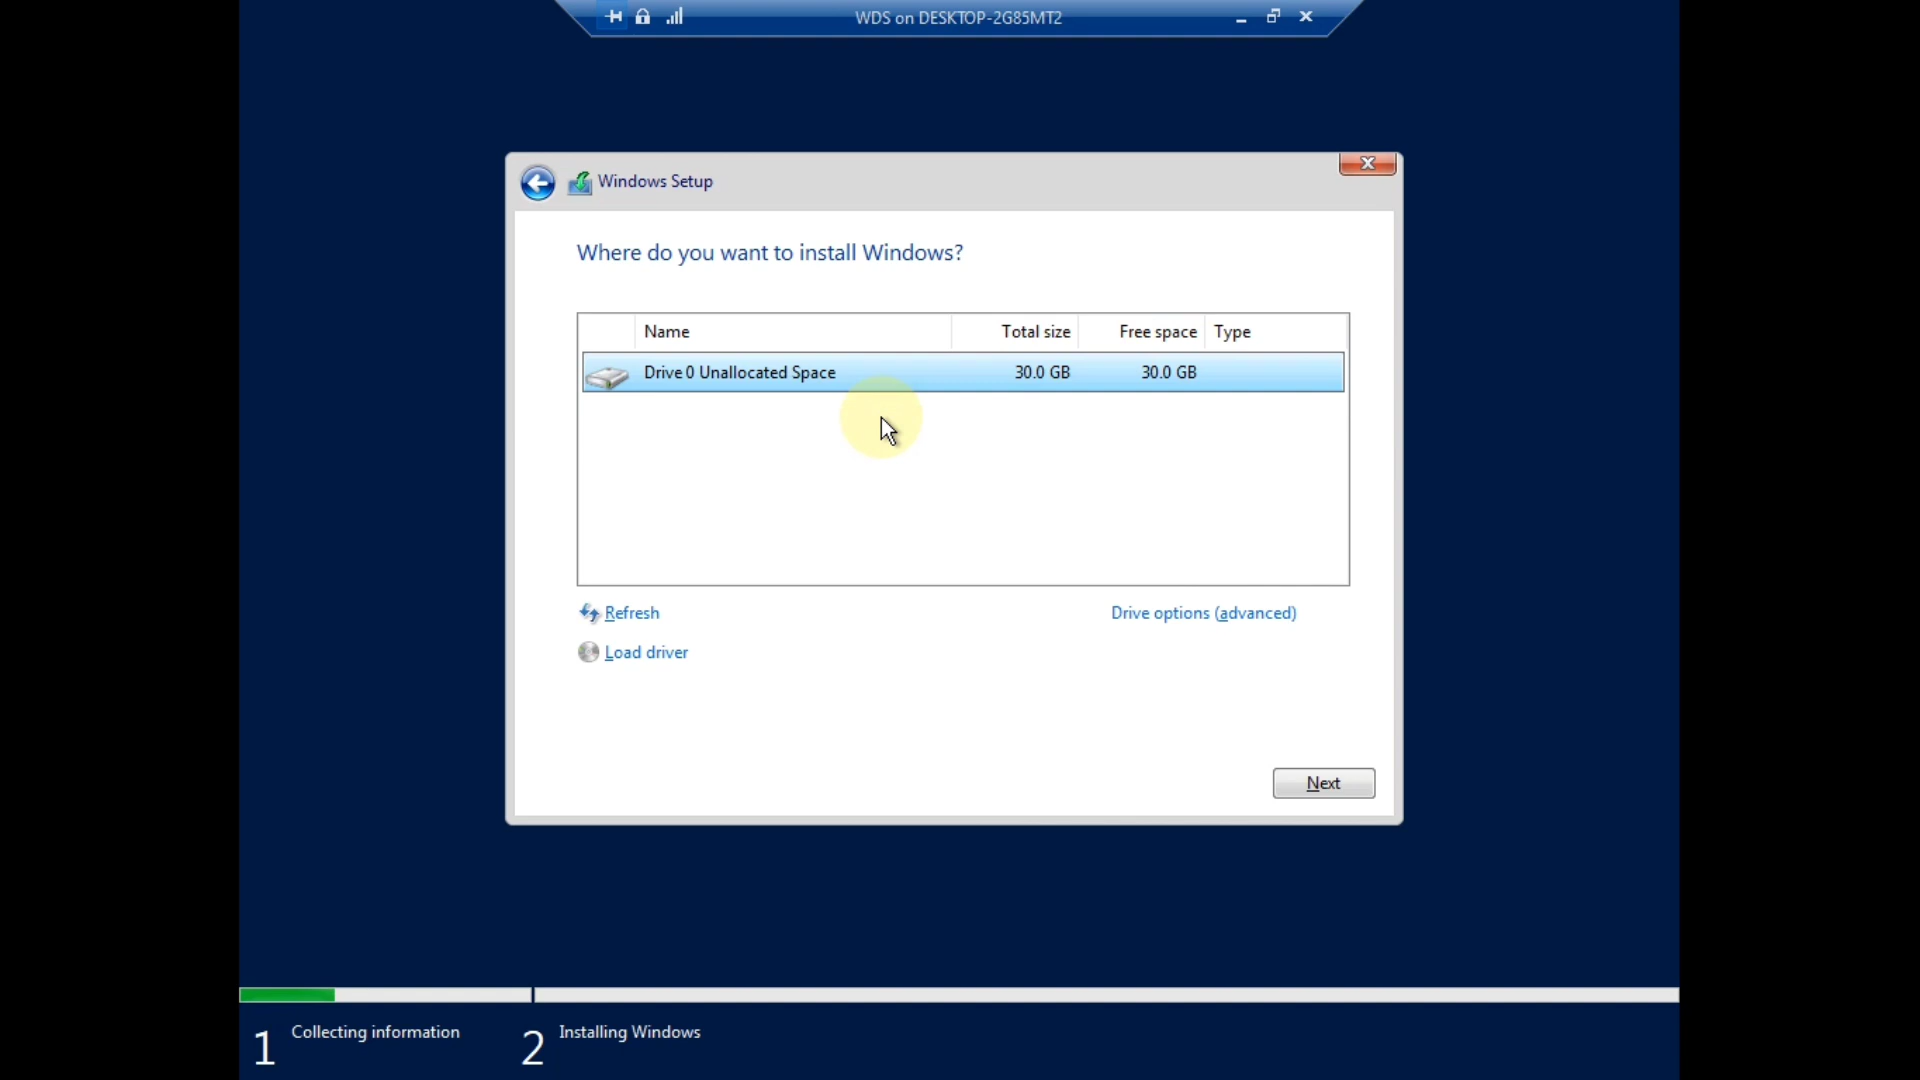 WDS on DESKTOP-2G85MT2
Windows Setup
Where do you want to install Windows?
Name Total size Free space Type
Drive 0 Unallocated Space 30.0 GB 30.0 GB
Refresh Drive options (advanced)
Load driver
Next
1 Collecting information 2 Installing Windows